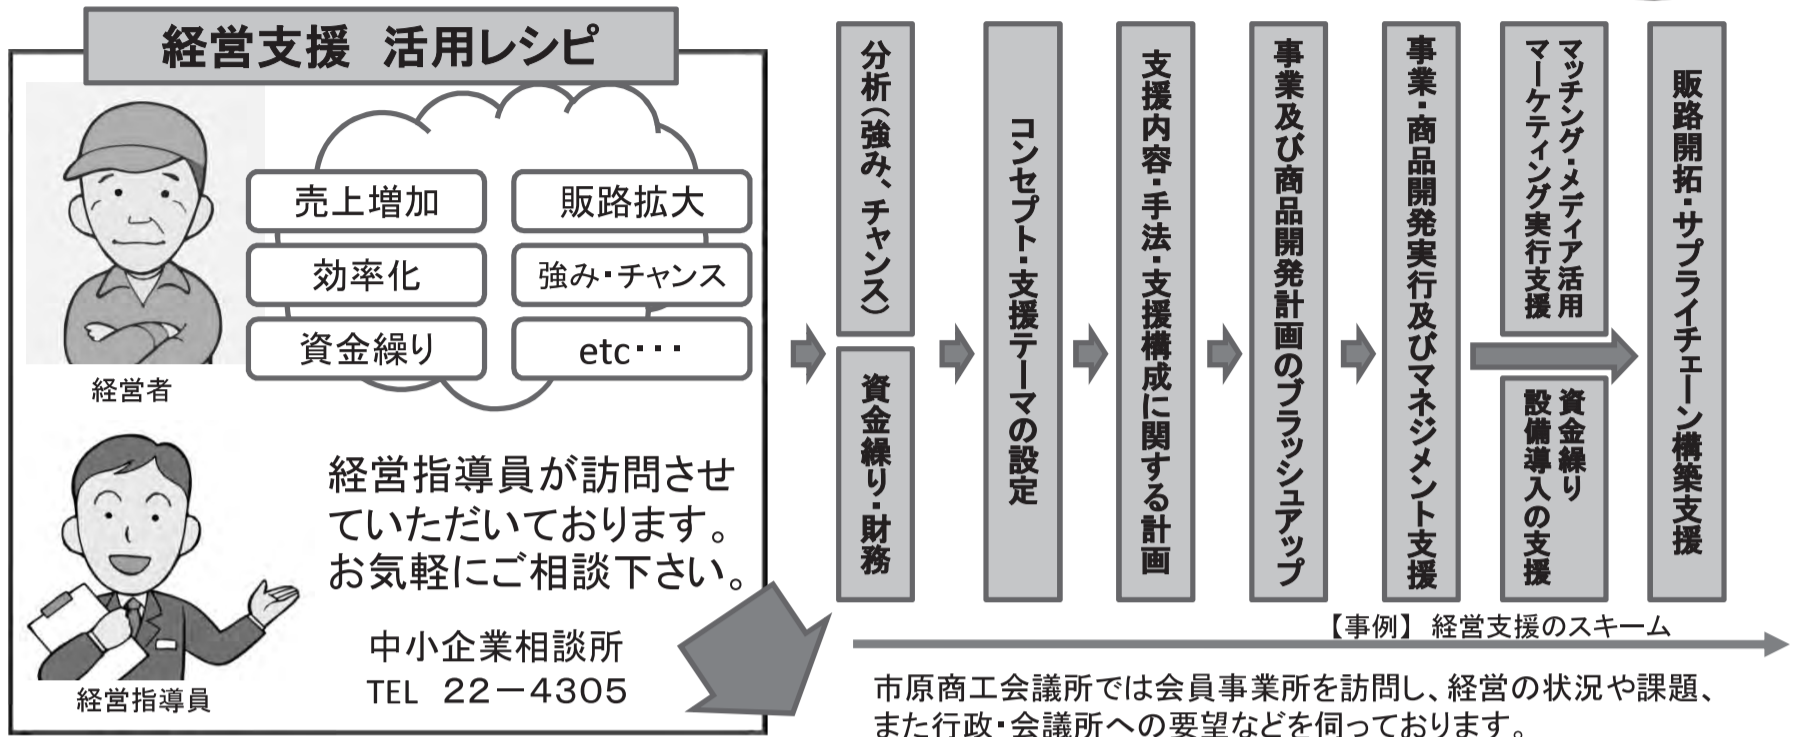 経営支援 活用レシピ
売上増加
販路拡大
効率化
強み・チャンス
資金繰り
etc・・・
経営者
経営指導員が訪問させ
ていただいております。
お気軽にご相談下さい。
中小企業相談所
TEL 22－4305
経営指導員
分析（強み、チャンス）
資金繰り・財務
コンセプト・支援テーマの設定
支援内容・手法・支援構成に関する計画
事業及び商品開発計画のブラッシュアップ
事業・商品開発実行及びマネジメント支援
マッチング・メディア活用
マーケティング実行支援
資金繰り
設備導入の支援
販路開拓・サプライチェーン構築支援
【事例】 経営支援のスキーム
市原商工会議所では会員事業所を訪問し、経営の状況や課題、
また行政・会議所への要望などを伺っております。